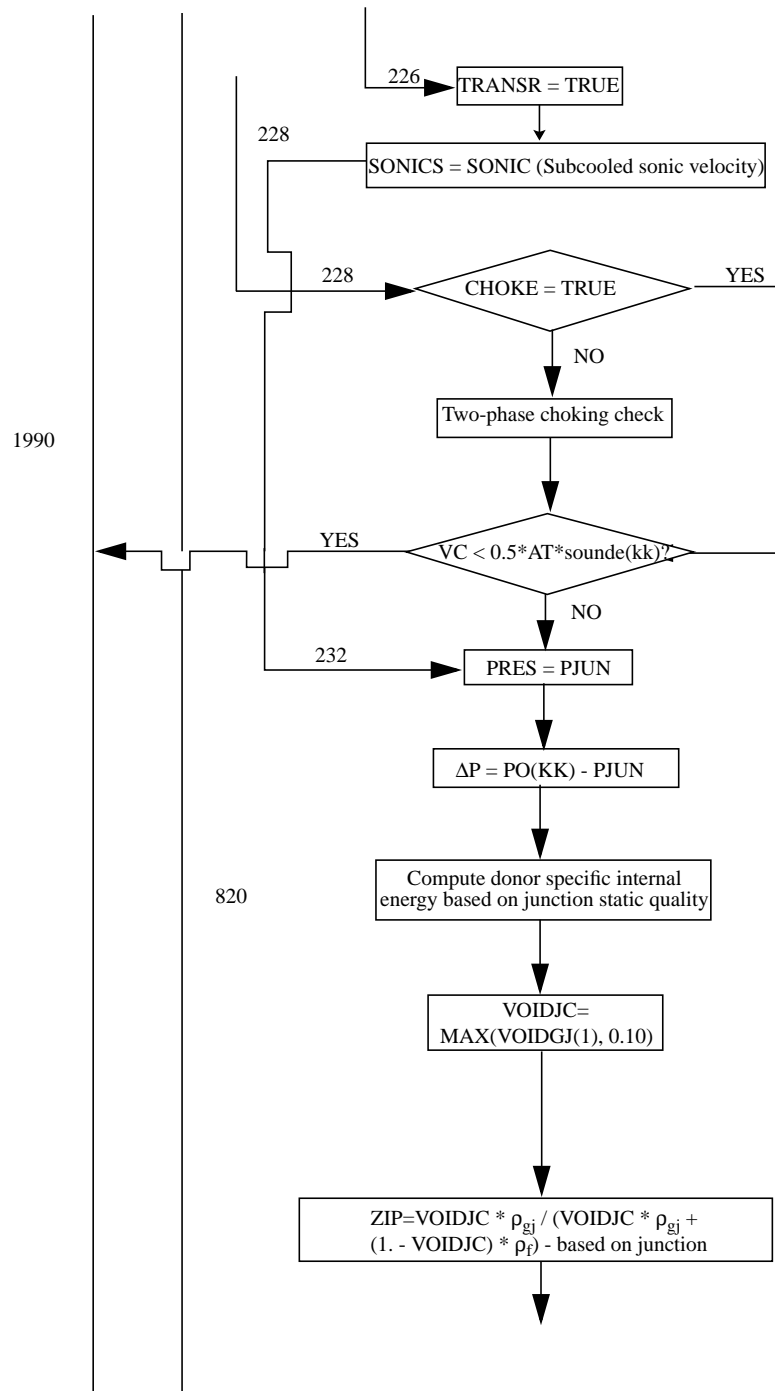 226
TRANSR = TRUE
228
SONICS = SONIC (Subcooled sonic velocity)
228
CHOKE = TRUE
YES
NO
Two-phase choking check
1990
YES
VC < 0.5*AT*sounde(kk)?
NO
232
PRES = PJUN
ΔP = PO(KK) - PJUN
820
Compute donor specific internal
energy based on junction static quality
VOIDJC=
MAX(VOIDGJ(1), 0.10)
ZIP=VOIDJC * ρgj / (VOIDJC * ρgj +
(1. - VOIDJC) * ρf) - based on junction